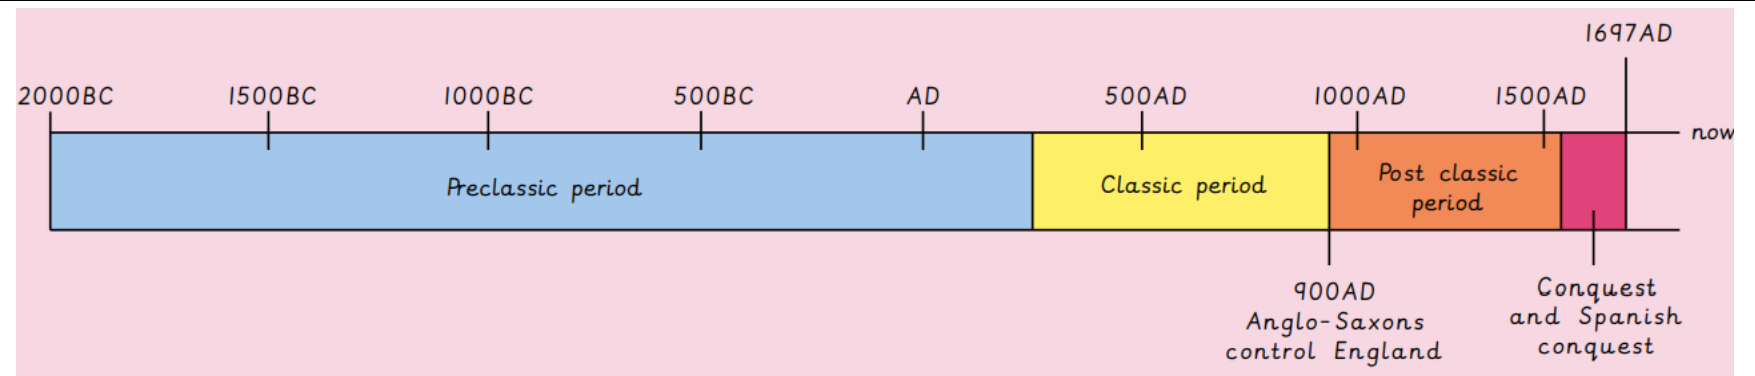 1697AD
2000BC 1500BC 1000BC 500BC AD 500AD 1000AD 1500AD
now
Preclassic period
Classic period
Post classic
period
900AD
Anglo-Saxons
control England
Conquest
and Spanish
conquest